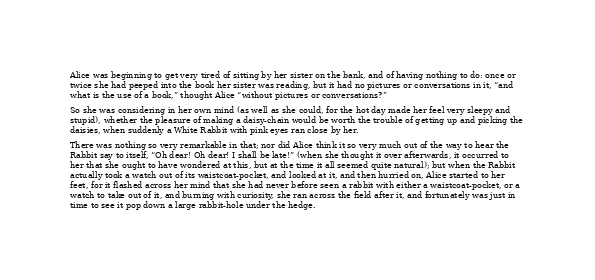 Alice was beginning to get very tired of sitting by her sister on the bank, and of having nothing to do: once or
twice she had peeped into the book her sister was reading, but it had no pictures or conversations in it, “and
what is the use of a book,” thought Alice “without pictures or conversations?”
So she was considering in her own mind (as well as she could, for the hot day made her feel very sleepy and
stupid), whether the pleasure of making a daisy-chain would be worth the trouble of getting up and picking the
daisies, when suddenly a White Rabbit with pink eyes ran close by her.
There was nothing so very remarkable in that; nor did Alice think it so very much out of the way to hear the
Rabbit say to itself, “Oh dear! Oh dear! I shall be late!” (when she thought it over afterwards, it occurred to
her that she ought to have wondered at this, but at the time it all seemed quite natural); but when the Rabbit
actually took a watch out of its waistcoat-pocket, and looked at it, and then hurried on, Alice started to her
feet, for it flashed across her mind that she had never before seen a rabbit with either a waistcoat-pocket, or a
watch to take out of it, and burning with curiosity, she ran across the field after it, and fortunately was just in
time to see it pop down a large rabbit-hole under the hedge.